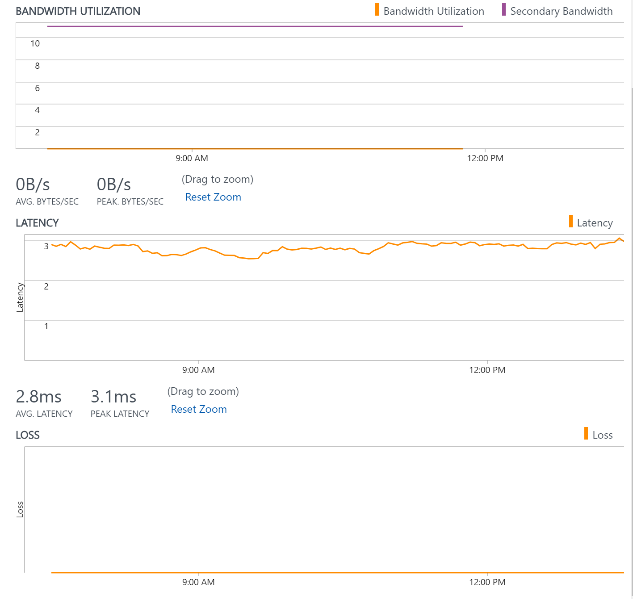 BANDWIDTH UTILIZATION
Bandwidth Utilization Secondary Bandwidth
10
8
6
4
2
9:00 AM 12:00 PM
0B/s 0B/s (Drag to zoom)
AVG. BYTES/SEC PEAK. BYTES/SEC Reset Zoom
LATENCY Latency
3
2
1
Latency
9:00 AM 12:00 PM
2.8ms 3.1ms (Drag to zoom)
AVG. LATENCY PEAK LATENCY Reset Zoom
LOSS Loss
Loss
9:00 AM 12:00 PM